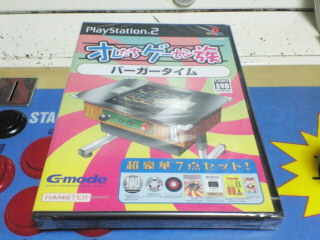 PlayStation 2
オレたちゲーセン族
バーガータイム
超豪華7点セット!
G-mode
HAMSTER
STA